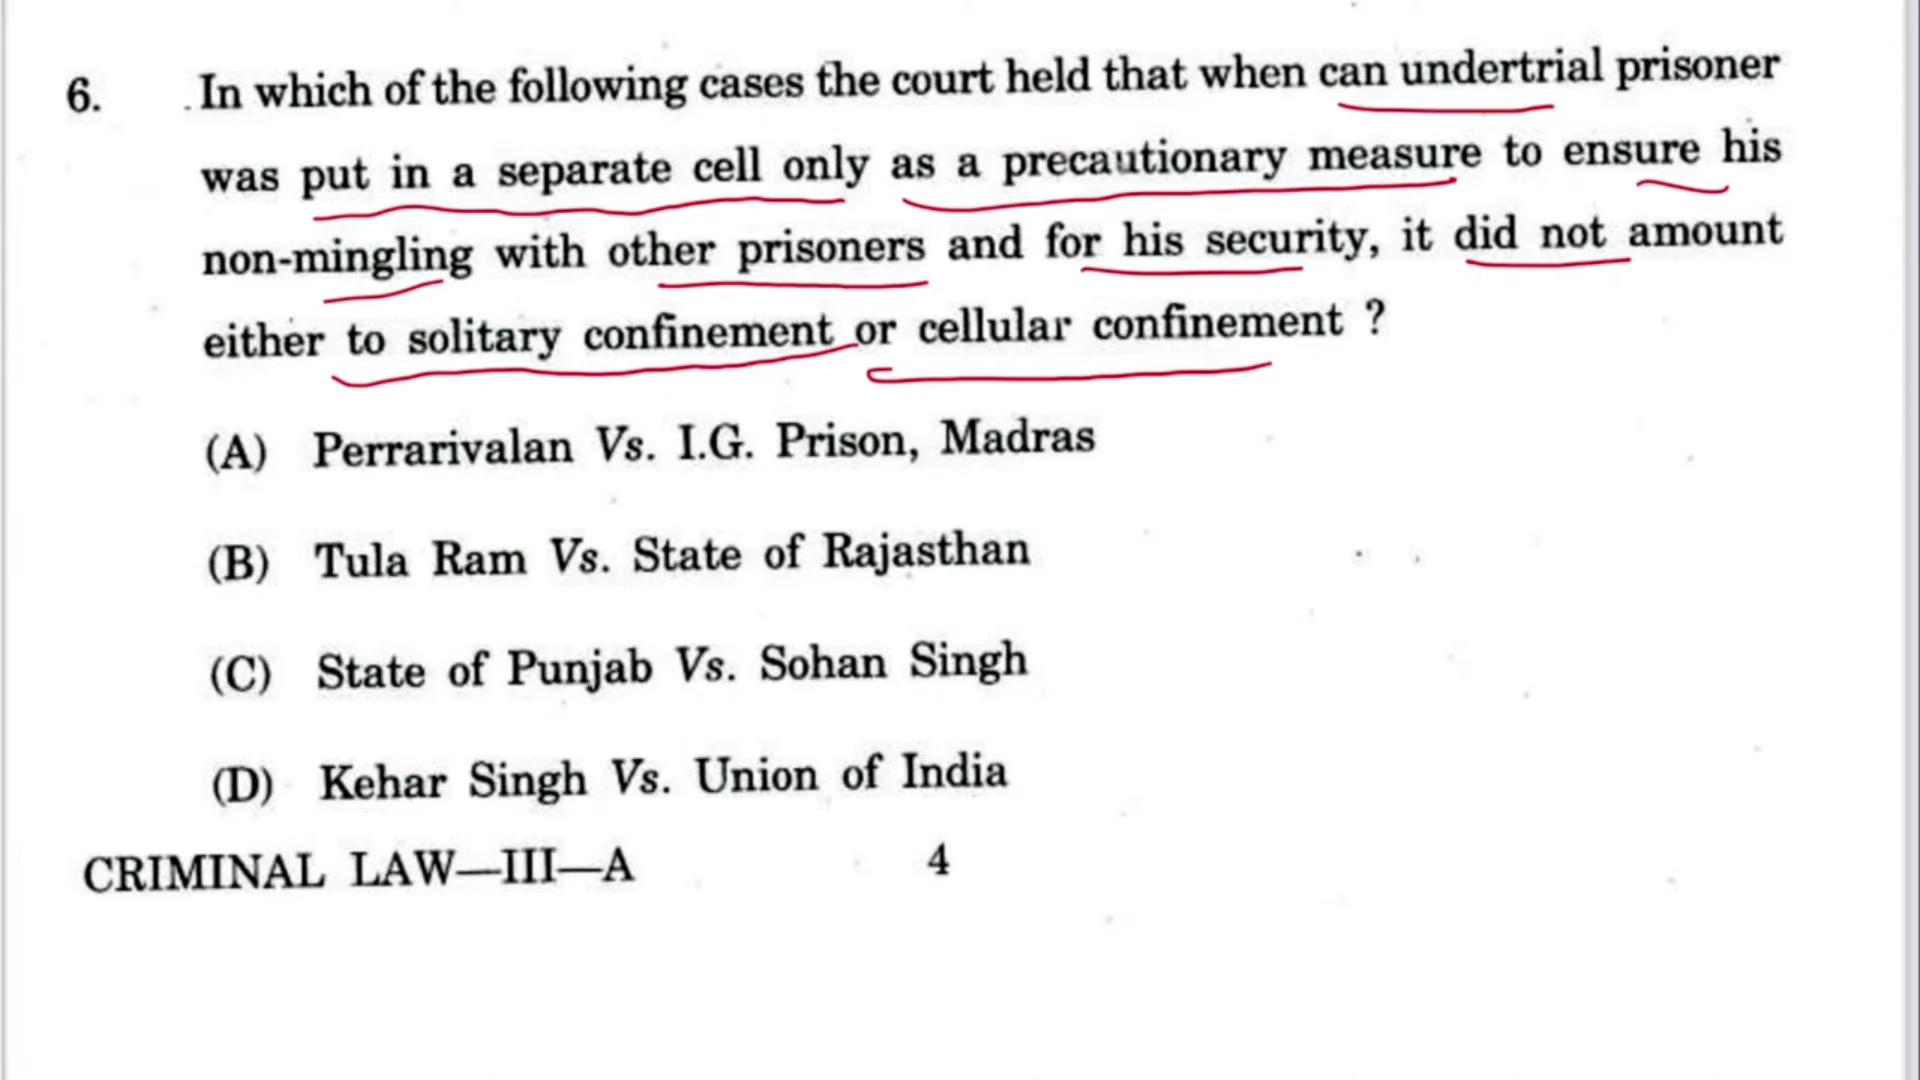 6. In which of the following cases the court held that when can undertrial prisoner
was put in a separate cell only as a precautionary measure to ensure his
non-mingling with other prisoners and for his security, it did not amount
either to solitary confinement or cellular confinement ?
(A) Perrarivalan Vs. I.G. Prison, Madras
(B) Tula Ram Vs. State of Rajasthan
(C) State of Punjab Vs. Sohan Singh
(D) Kehar Singh Vs. Union of India
CRIMINAL LAW—III—A 4